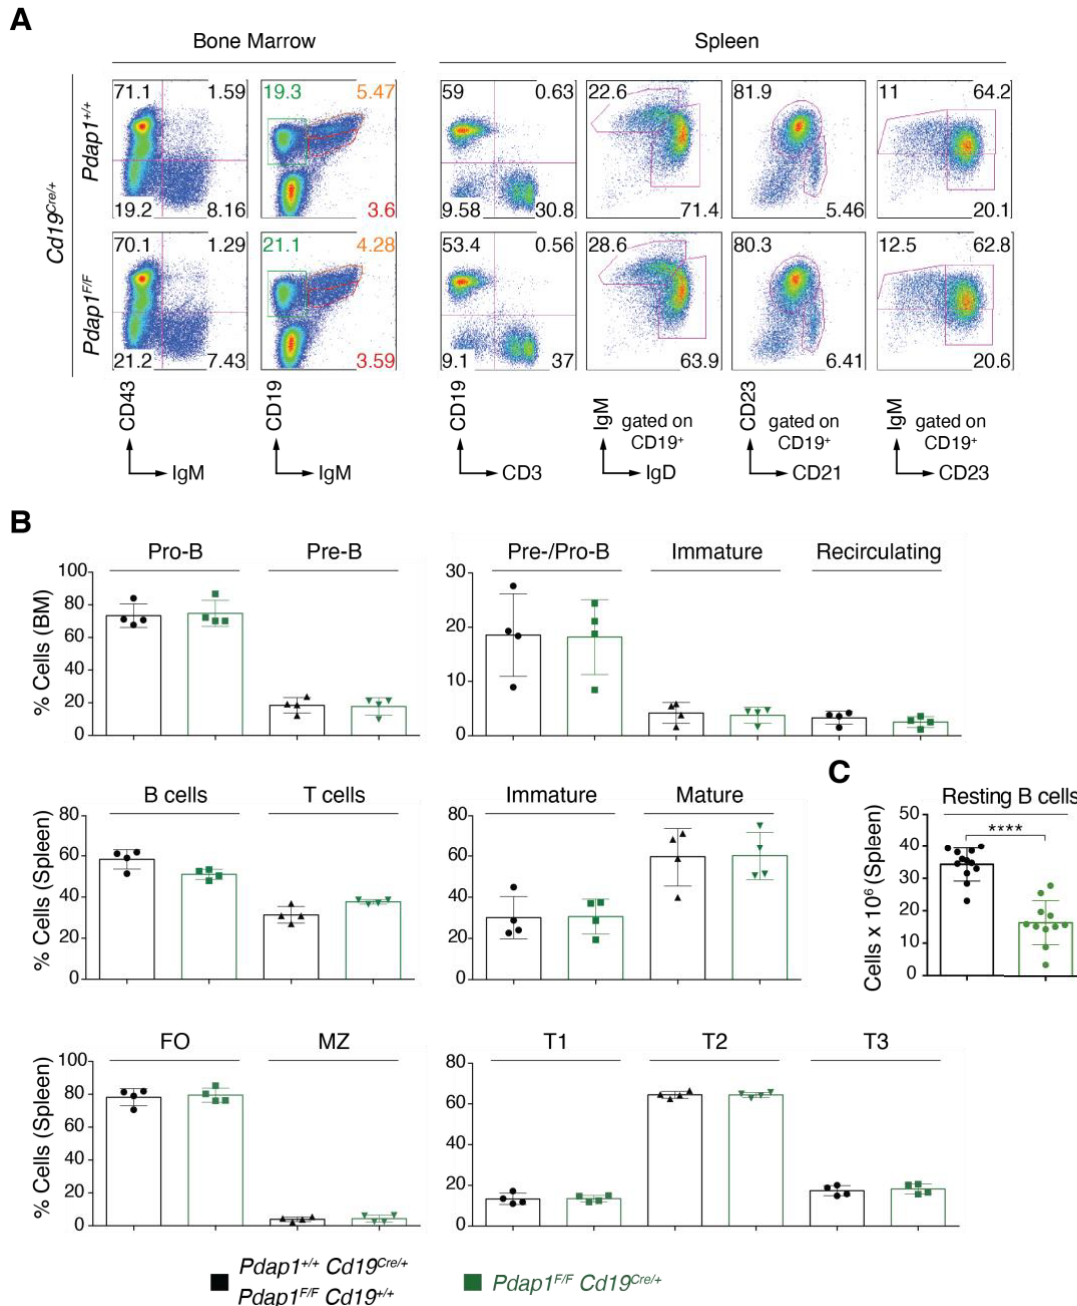 A
Bone Marrow
Spleen
Cd19Cre/+
Pdap1+/+
71.1 1.59
19.2 8.16
19.3 5.47
3.6
59 0.63
9.58 30.8
22.6
71.4
81.9
5.46
11 64.2
20.1
Pdap1F/F
70.1 1.29
21.2 7.43
21.1 4.28
3.59
53.4 0.56
9.1 37
28.6
63.9
80.3
6.41
12.5 62.8
20.6
CD43
IgM
CD19
IgM
CD19
CD3
IgM
gated on
CD19+
IgD
CD23
gated on
CD19+
CD21
IgM
gated on
CD19+
CD23
B
Pro-B
Pre-B
% Cells (BM)
100
80
60
40
20
0
Pre-/Pro-B
Immature
Recirculating
30
20
10
0
B cells
T cells
% Cells (Spleen)
80
60
40
20
0
Immature
Mature
80
60
40
20
0
C
Resting B cells
****
Cells x 10⁶ (Spleen)
50
40
30
20
10
0
FO
MZ
% Cells (Spleen)
100
80
60
40
20
0
T1
T2
T3
80
60
40
20
0
Pdap1+/+ Cd19Cre/+
Pdap1F/F Cd19+/+
Pdap1F/F Cd19Cre/+